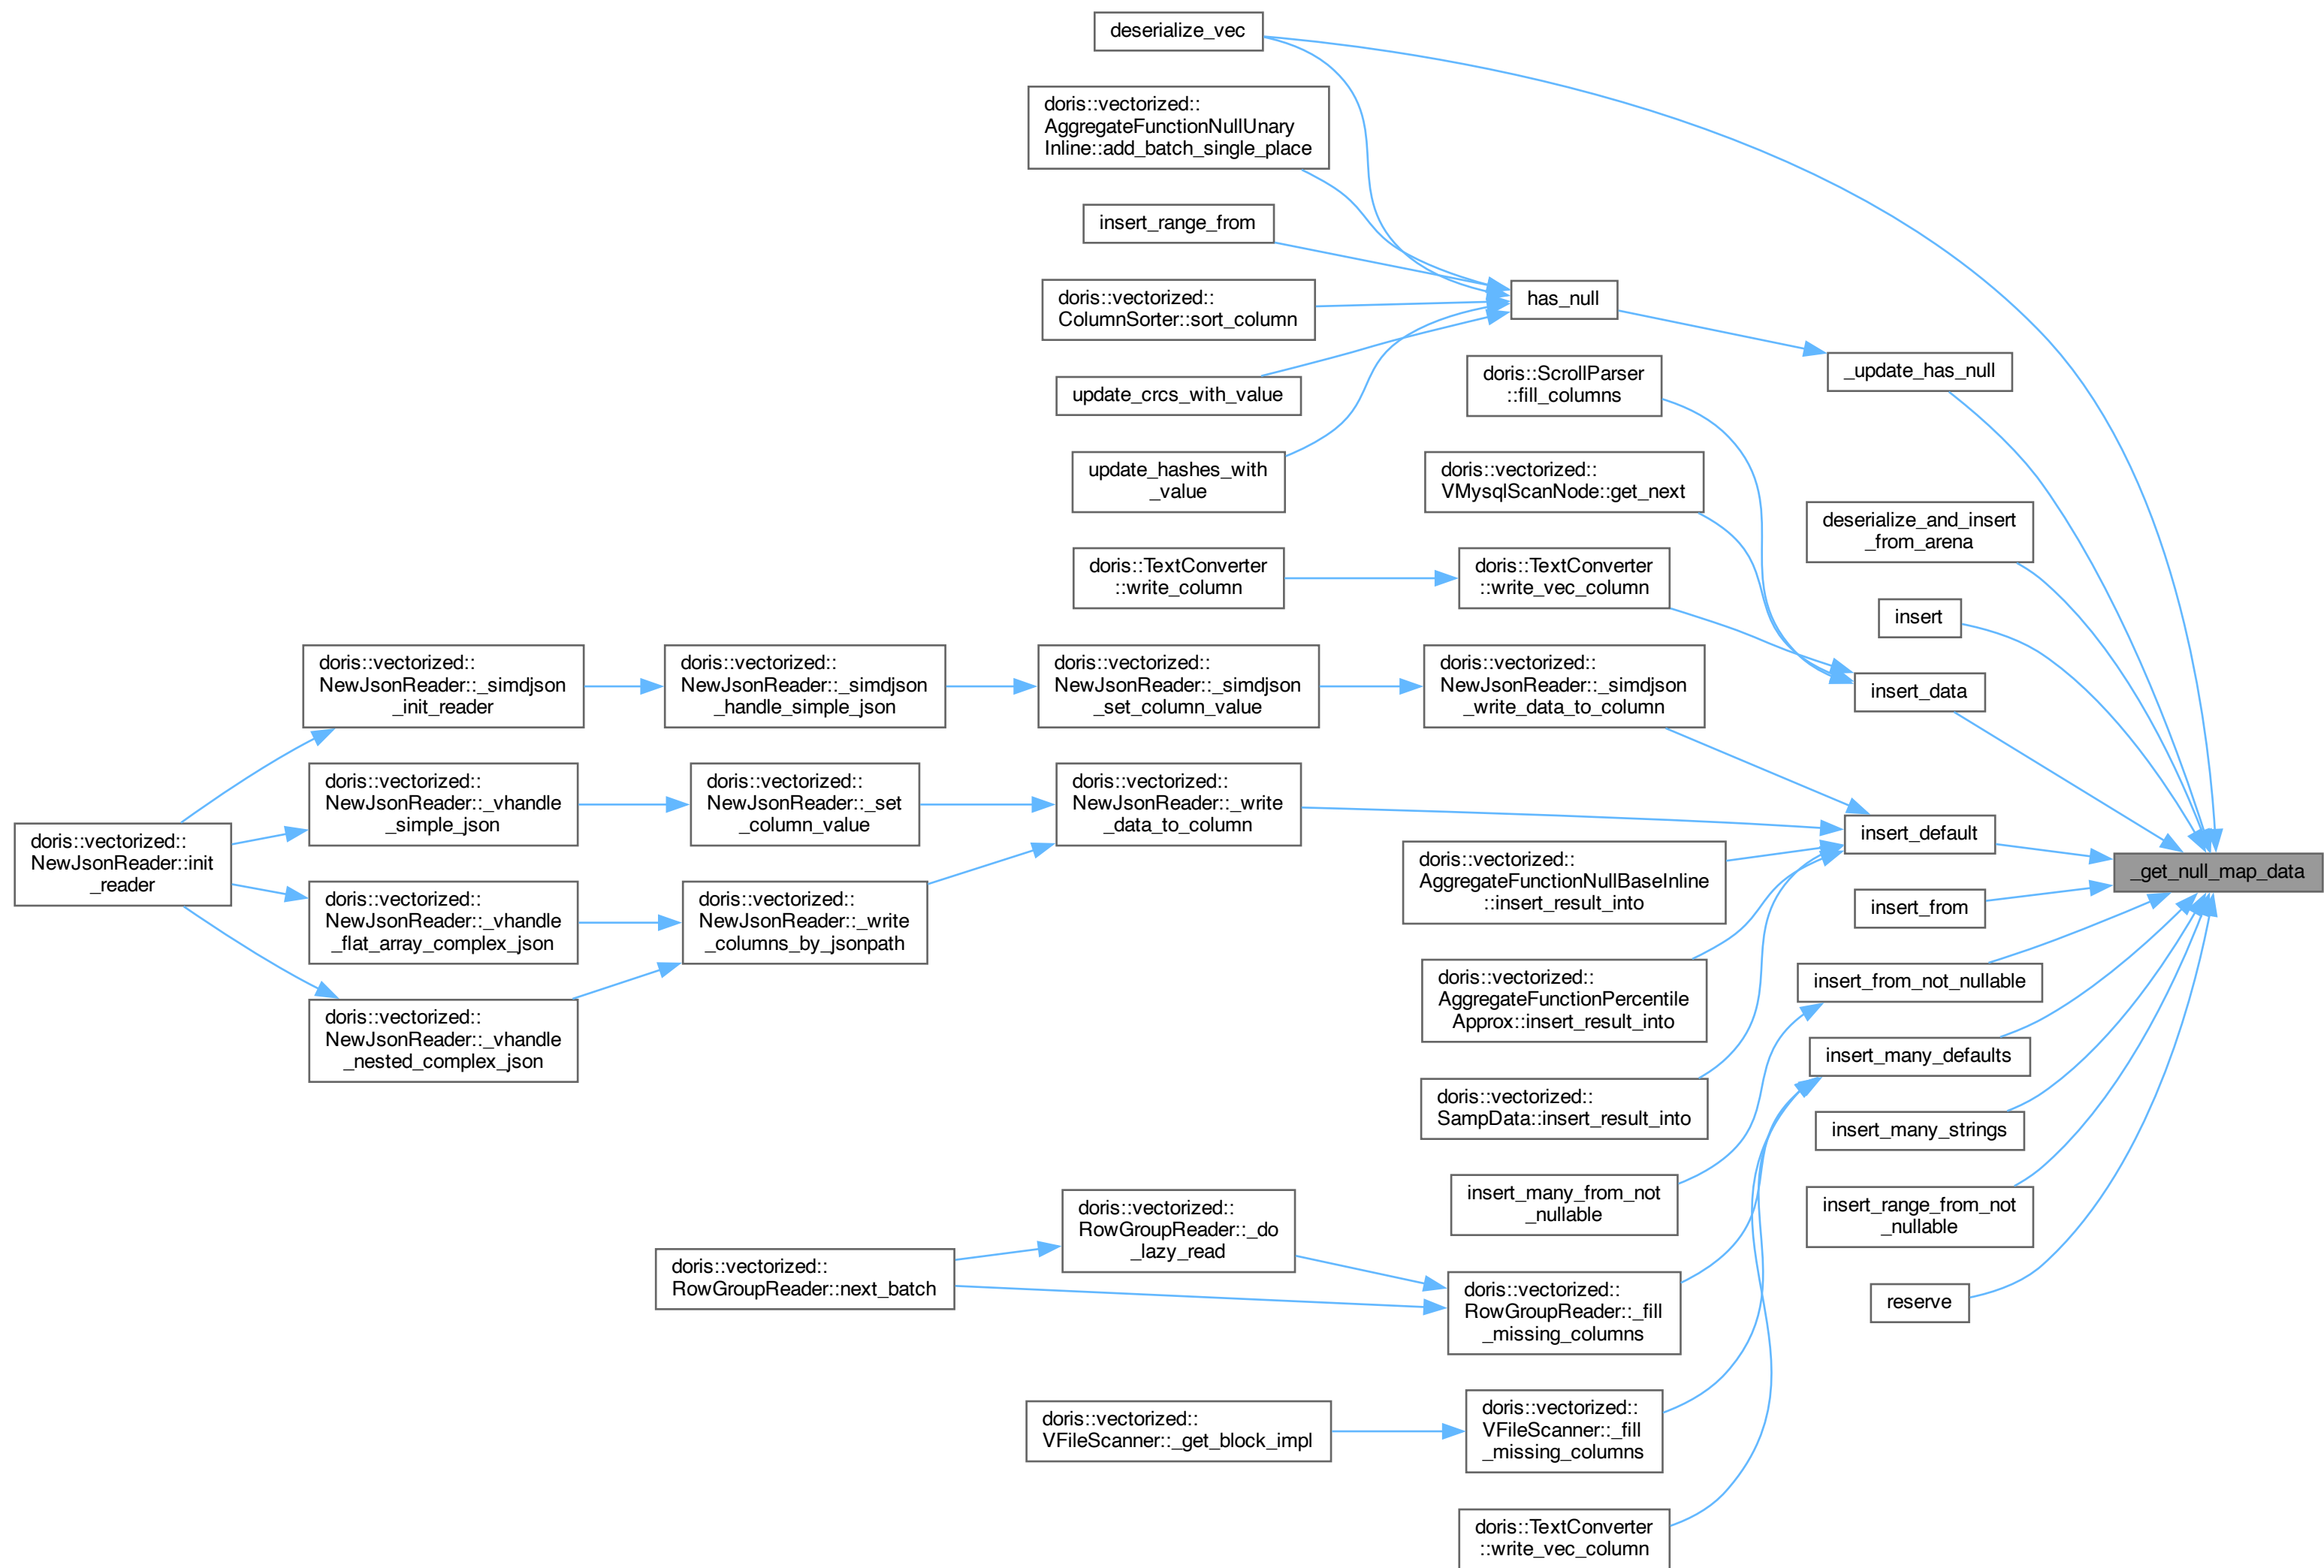 deserialize_vec
doris::vectorized::
AggregateFunctionNullUnary
Inline::add_batch_single_place
insert_range_from
doris::vectorized::
ColumnSorter::sort_column
update_crcs_with_value
update_hashes_with
_value
has_null
_update_has_null
doris::ScrollParser
::fill_columns
doris::vectorized::
VMysqlScanNode::get_next
doris::TextConverter
::write_column
doris::TextConverter
::write_vec_column
deserialize_and_insert
_from_arena
insert
insert_data
doris::vectorized::
NewJsonReader::_simdjson
_init_reader
doris::vectorized::
NewJsonReader::_simdjson
_handle_simple_json
doris::vectorized::
NewJsonReader::_simdjson
_set_column_value
doris::vectorized::
NewJsonReader::_simdjson
_write_data_to_column
doris::vectorized::
NewJsonReader::init
_reader
doris::vectorized::
NewJsonReader::_vhandle
_simple_json
doris::vectorized::
NewJsonReader::_set
_column_value
doris::vectorized::
NewJsonReader::_write
_data_to_column
insert_default
_get_null_map_data
doris::vectorized::
NewJsonReader::_vhandle
_flat_array_complex_json
doris::vectorized::
NewJsonReader::_write
_columns_by_jsonpath
doris::vectorized::
AggregateFunctionNullBaseInline
::insert_result_into
insert_from
doris::vectorized::
NewJsonReader::_vhandle
_nested_complex_json
doris::vectorized::
AggregateFunctionPercentile
Approx::insert_result_into
insert_from_not_nullable
insert_many_defaults
doris::vectorized::
SampData::insert_result_into
insert_many_strings
insert_many_from_not
_nullable
insert_range_from_not
_nullable
doris::vectorized::
RowGroupReader::_do
_lazy_read
doris::vectorized::
RowGroupReader::next_batch
doris::vectorized::
RowGroupReader::_fill
_missing_columns
reserve
doris::vectorized::
VFileScanner::_get_block_impl
doris::vectorized::
VFileScanner::_fill
_missing_columns
doris::TextConverter
::write_vec_column